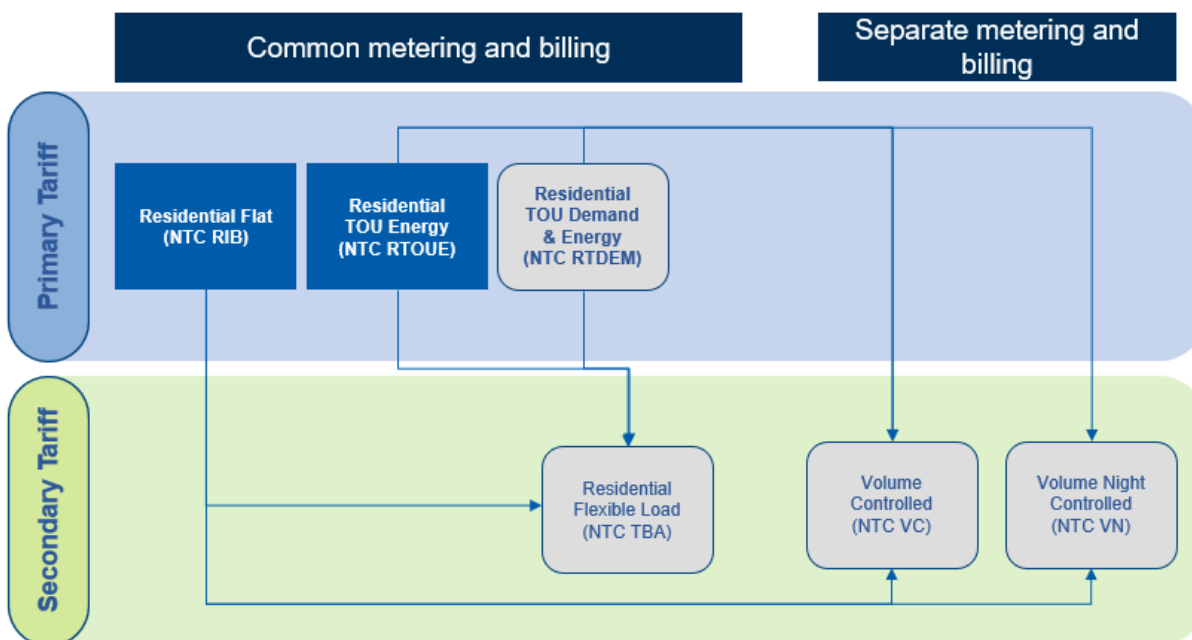 Common metering and billing
Separate metering and
billing
Primary Tariff
Residential Flat
(NTC RIB)
Residential
TOU Energy
(NTC RTOUE)
Residential
TOU Demand
& Energy
(NTC RTDEM)
Secondary Tariff
Residential
Flexible Load
(NTC TBA)
Volume
Controlled
(NTC VC)
Volume Night
Controlled
(NTC VN)